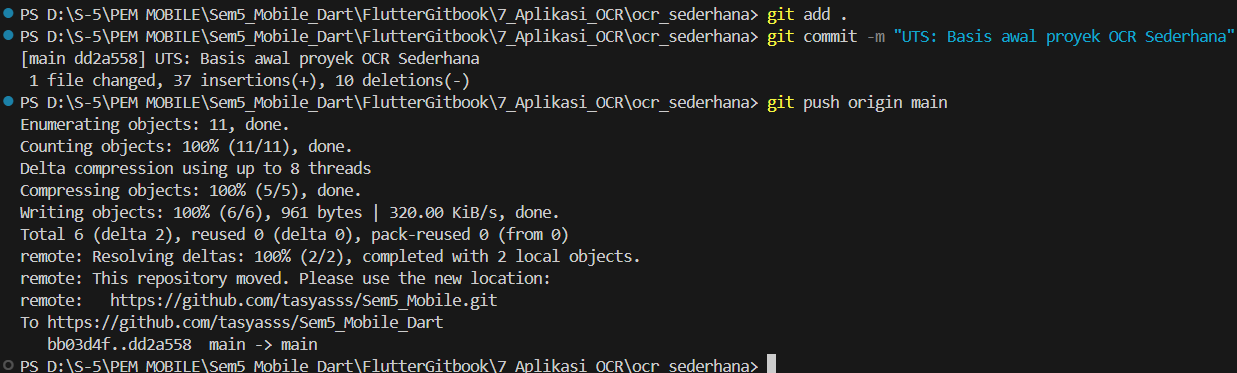 PS D:\S-5\PEM MOBILE\Sem5_Mobile_Dart\FlutterGitbook\7_Aplikasi_OCR\ocr_sederhana> git add .
PS D:\S-5\PEM MOBILE\Sem5_Mobile_Dart\FlutterGitbook\7_Aplikasi_OCR\ocr_sederhana> git commit -m "UTS: Basis awal proyek OCR Sederhana"
[main dd2a558] UTS: Basis awal proyek OCR Sederhana
1 file changed, 37 insertions(+), 10 deletions(-)
PS D:\S-5\PEM MOBILE\Sem5_Mobile_Dart\FlutterGitbook\7_Aplikasi_OCR\ocr_sederhana> git push origin main
Enumerating objects: 11, done.
Counting objects: 100% (11/11), done.
Delta compression using up to 8 threads
Compressing objects: 100% (5/5), done.
Writing objects: 100% (6/6), 961 bytes | 320.00 KiB/s, done.
Total 6 (delta 2), reused 0 (delta 0), pack-reused 0 (from 0)
remote: Resolving deltas: 100% (2/2), completed with 2 local objects.
remote: This repository moved. Please use the new location:
remote:   https://github.com/tasyasss/Sem5_Mobile.git
To https://github.com/tasyasss/Sem5_Mobile_Dart
bb03d4f..dd2a558  main -> main
PS D:\S-5\PEM MOBILE\Sem5_Mobile_Dart\FlutterGitbook\7_Aplikasi_OCR\ocr_sederhana>